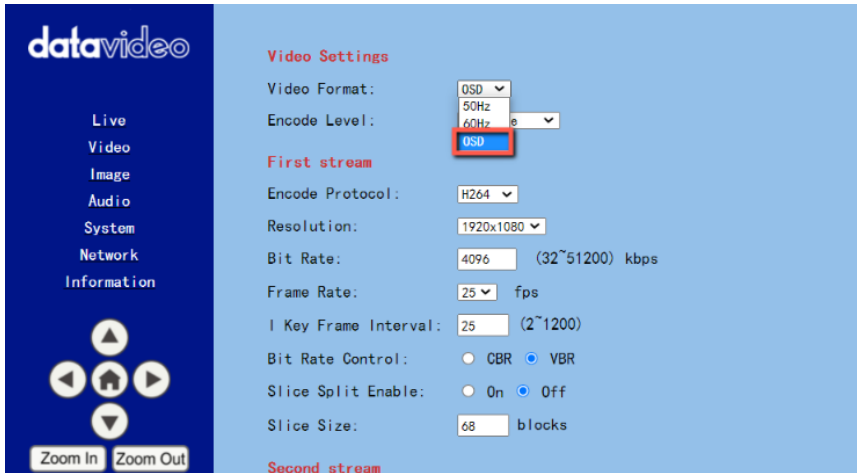 datavideo
Live
Video
Image
Audio
System
Network
Information
Zoom In Zoom Out
Video Settings
Video Format: OSD
50Hz
60Hz
OSD
Encode Level:
First stream
Encode Protocol: H264
Resolution: 1920x1080
Bit Rate: 4096 (32~51200) kbps
Frame Rate: 25 fps
I Key Frame Interval: 25 (2~1200)
Bit Rate Control: CBR VBR
Slice Split Enable: On Off
Slice Size: 68 blocks
Second stream